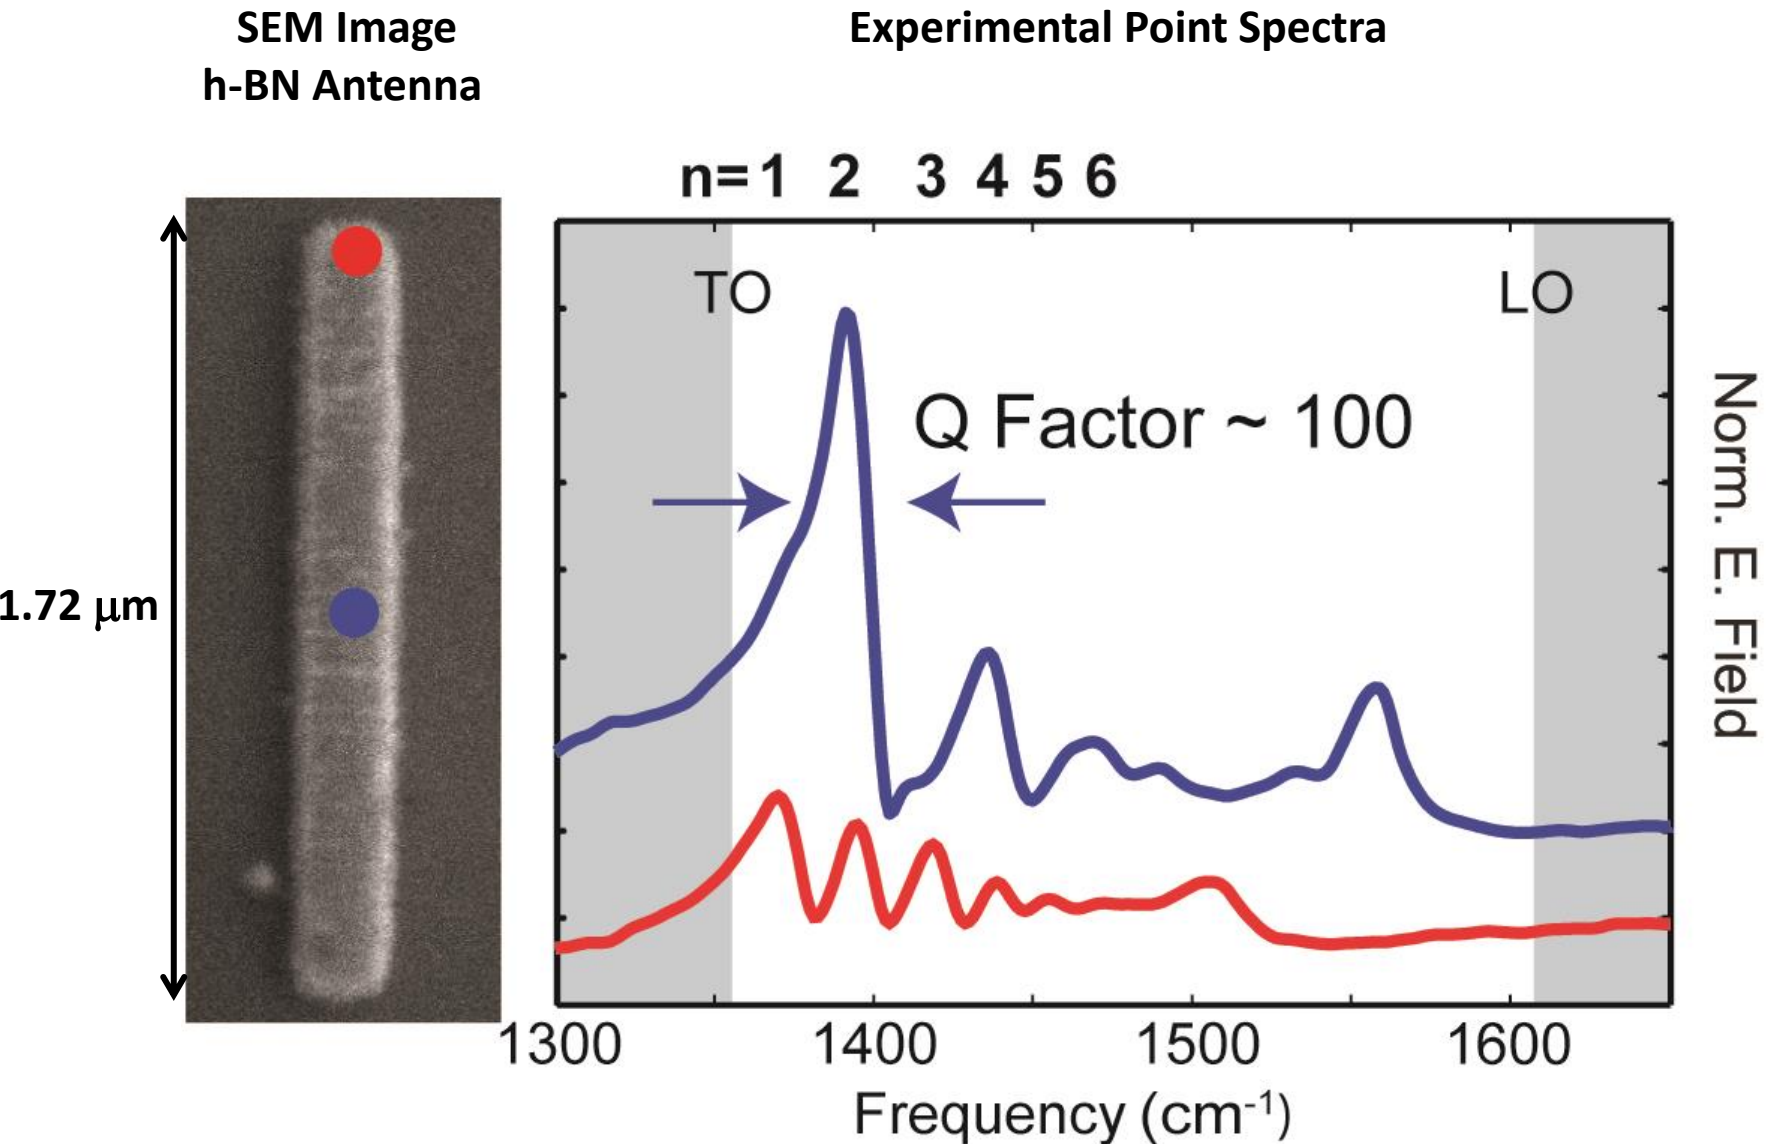 SEM Image
h-BN Antenna
Experimental Point Spectra
n= 1 2 3 4 5 6
TO
LO
Q Factor ~ 100
1.72 μm
Norm. E. Field
1300 1400 1500 1600
Frequency (cm⁻¹)